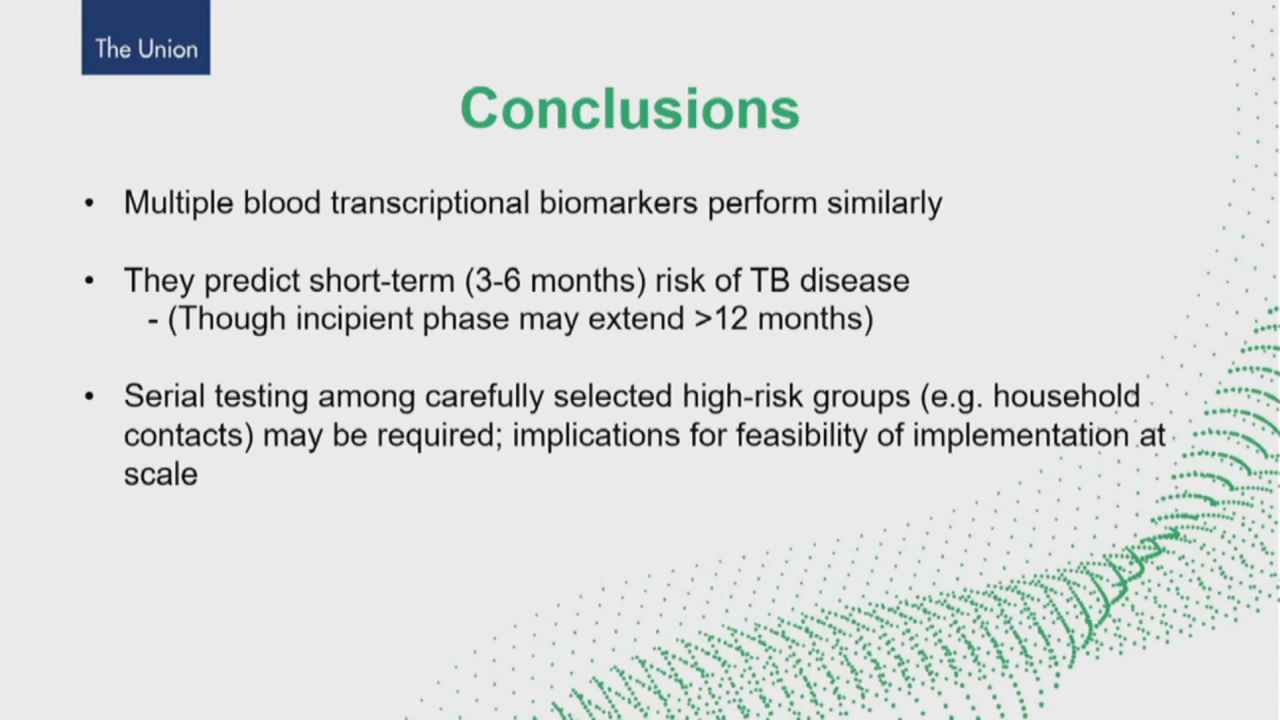 The Union
Conclusions
• Multiple blood transcriptional biomarkers perform similarly
• They predict short-term (3-6 months) risk of TB disease
- (Though incipient phase may extend >12 months)
• Serial testing among carefully selected high-risk groups (e.g. household
contacts) may be required; implications for feasibility of implementation at
scale